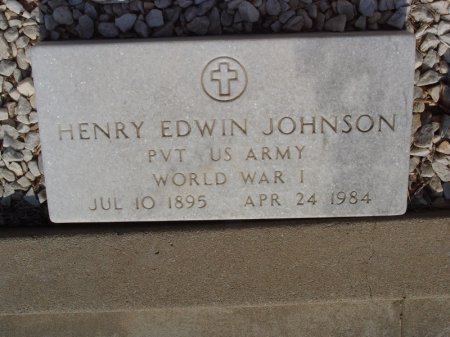 HENRY EDWIN JOHNSON
PVT US ARMY
WORLD WAR I
JUL 10 1895 APR 24 1984